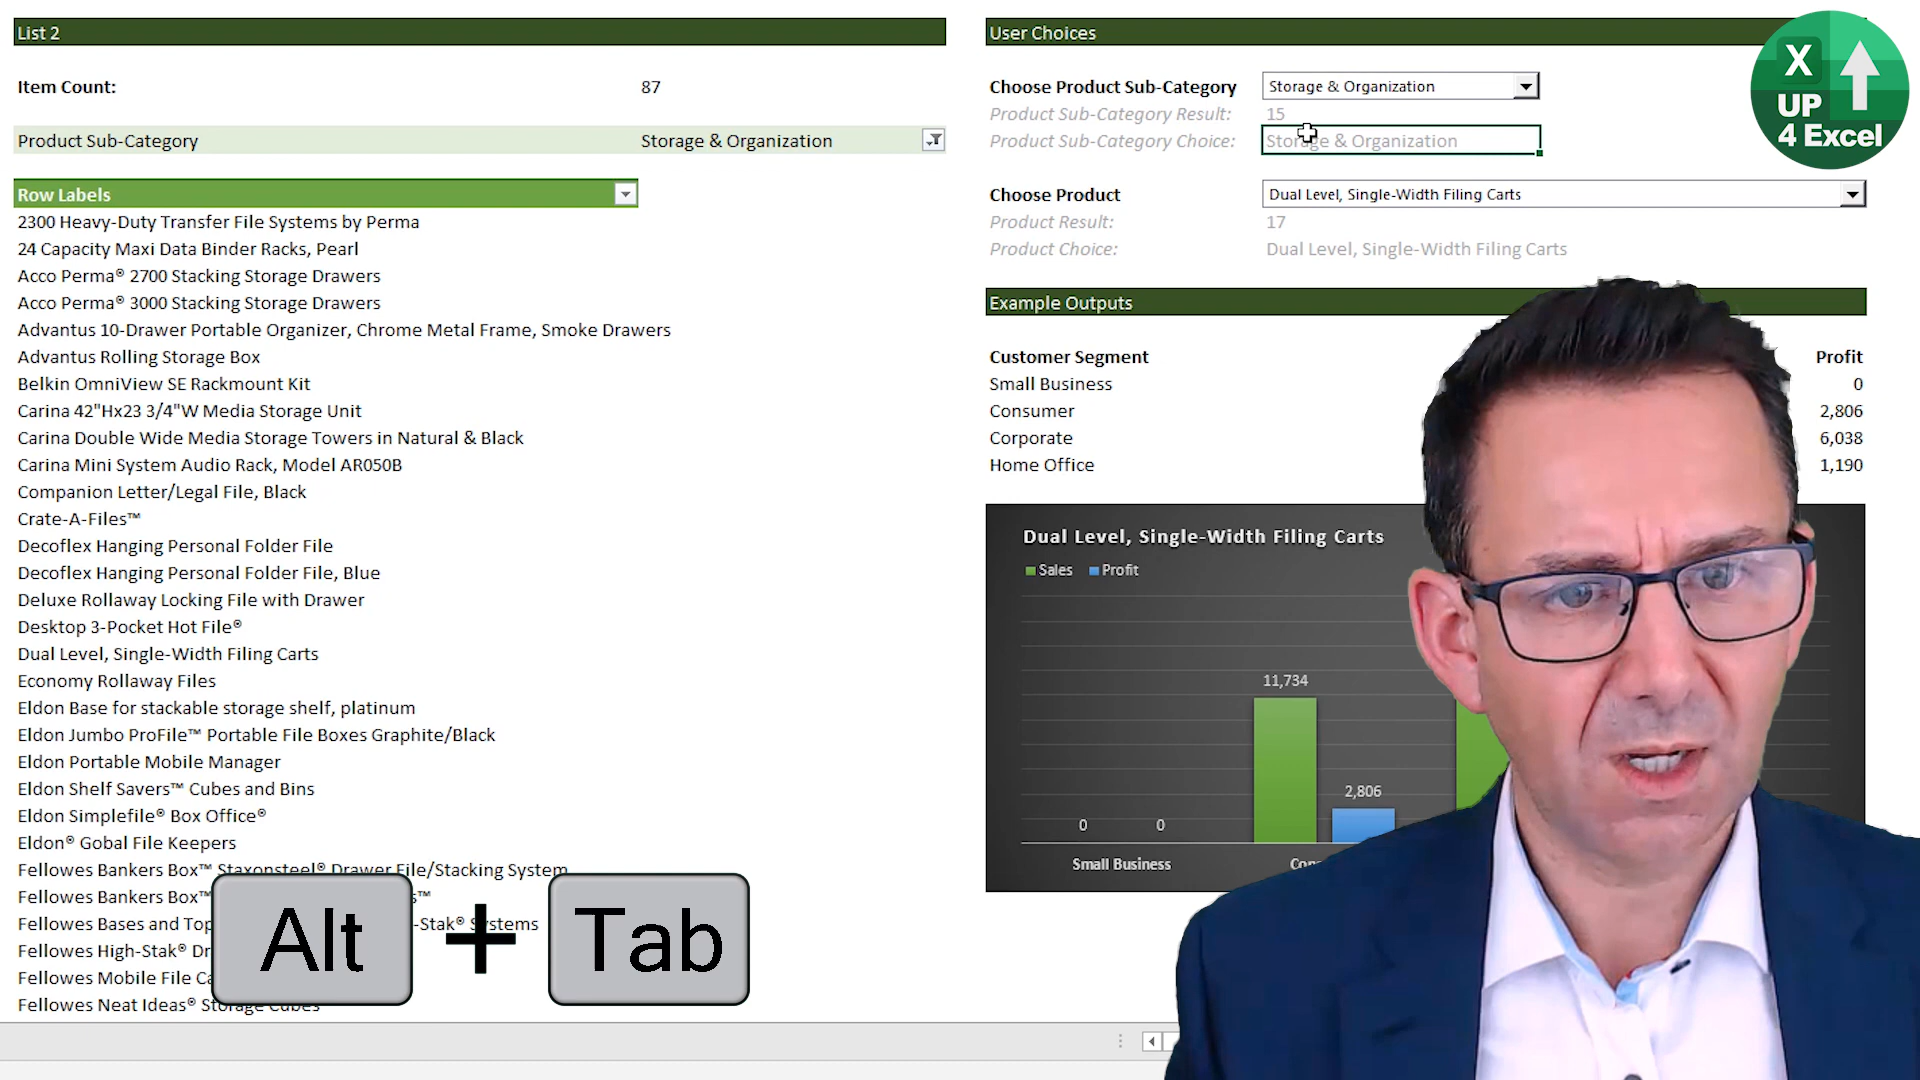 List 2
Item Count: 87
Product Sub-Category Storage & Organization
Row Labels
2300 Heavy-Duty Transfer File Systems by Perma
24 Capacity Maxi Data Binder Racks, Pearl
Acco Perma® 2700 Stacking Storage Drawers
Acco Perma® 3000 Stacking Storage Drawers
Advantus 10-Drawer Portable Organizer, Chrome Metal Frame, Smoke Drawers
Advantus Rolling Storage Box
Belkin OmniView SE Rackmount Kit
Carina 42"Hx23 3/4"W Media Storage Unit
Carina Double Wide Media Storage Towers in Natural & Black
Carina Mini System Audio Rack, Model AR050B
Companion Letter/Legal File, Black
Crate-A-Files™
Decoflex Hanging Personal Folder File
Decoflex Hanging Personal Folder File, Blue
Deluxe Rollaway Locking File with Drawer
Desktop 3-Pocket Hot File®
Dual Level, Single-Width Filing Carts
Economy Rollaway Files
Eldon Base for stackable storage shelf, platinum
Eldon Jumbo ProFile™ Portable File Boxes Graphite/Black
Eldon Portable Mobile Manager
Eldon Shelf Savers™ Cubes and Bins
Eldon Simplefile® Box Office®
Eldon® Gobal File Keepers
Fellowes Bankers Box™ Staxonsteel® Drawer File/Stacking System
Fellowes Bankers Box™
Fellowes Bases and Top -Stak® Systems
Fellowes High-Stak® Dr
Fellowes Mobile File Ca
Fellowes Neat Ideas® Storage Cubes
Alt + Tab
User Choices
Choose Product Sub-Category Storage & Organization
Product Sub-Category Result: 15
Product Sub-Category Choice: Storage & Organization
Choose Product Dual Level, Single-Width Filing Carts
Product Result: 17
Product Choice: Dual Level, Single-Width Filing Carts
Example Outputs
Customer Segment Profit
Small Business 0
Consumer 2,806
Corporate 6,038
Home Office 1,190
Dual Level, Single-Width Filing Carts
Sales Profit
11,734
2,806
0 0
Small Business Con
X
UP
4 Excel